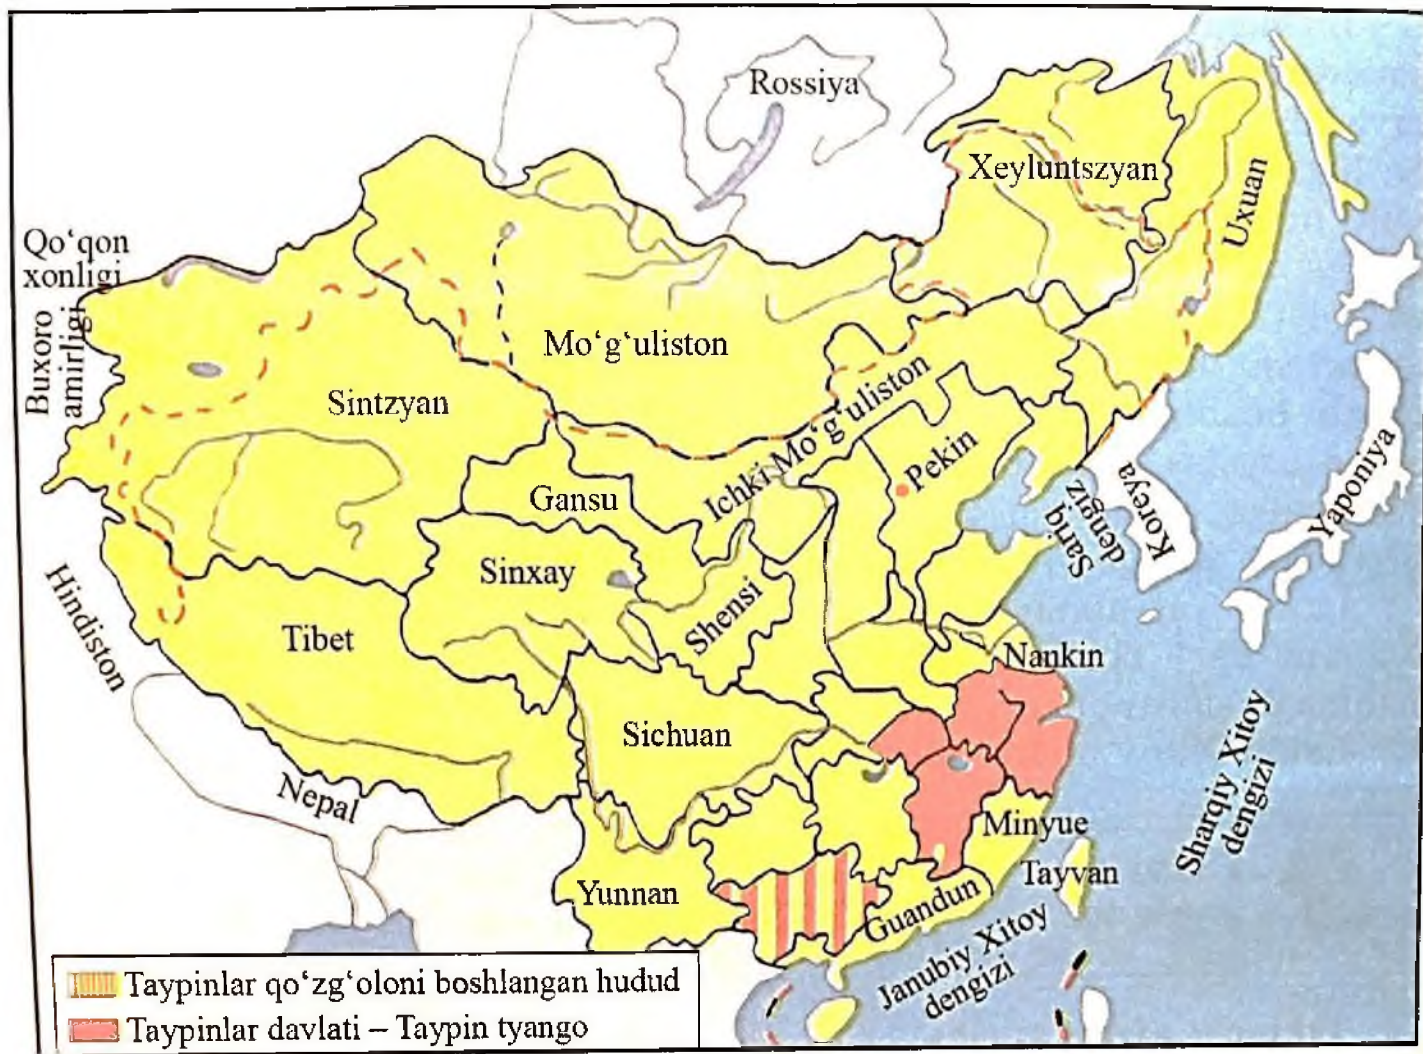 Rossiya
Xeyluntszyan
Uxuan
Qo‘qon
xonligi
Buxoro
amirligi
Mo‘g‘uliston
Sintzyan
Ichki Mo‘g‘uliston
Pekin
Gansu
Sariq
dengiz
Koreya
Yaponiya
Sinxay
Shensi
Hindiston
Tibet
Nankin
Sichuan
Sharqiy Xitoy
dengizi
Nepal
Minyue
Tayvan
Yunnan
Guandun
Janubiy Xitoy
dengizi
Taypinlar qo‘zg‘oloni boshlangan hudud
Taypinlar davlati – Taypin tyango